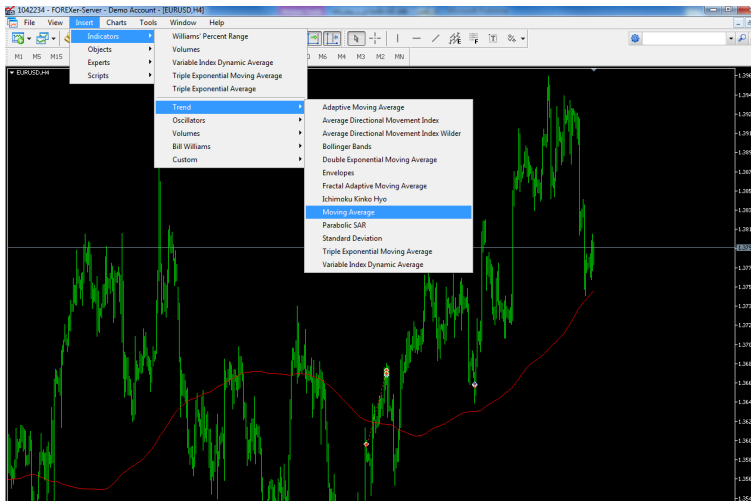 1042234 - FOREXer-Server - Demo Account - [EURUSD,H4]
File View Insert Charts Tools Window Help
Indicators
Objects
Experts
Scripts
Williams' Percent Range
Volumes
Variable Index Dynamic Average
Triple Exponential Moving Average
Triple Exponential Average
Trend
Oscillators
Volumes
Bill Williams
Custom
Adaptive Moving Average
Average Directional Movement Index
Average Directional Movement Index Wilder
Bollinger Bands
Double Exponential Moving Average
Envelopes
Fractal Adaptive Moving Average
Ichimoku Kinko Hyo
Moving Average
Parabolic SAR
Standard Deviation
Triple Exponential Moving Average
Variable Index Dynamic Average
M1 M5 M15
M6 M4 M2 MN
EURUSD,H4